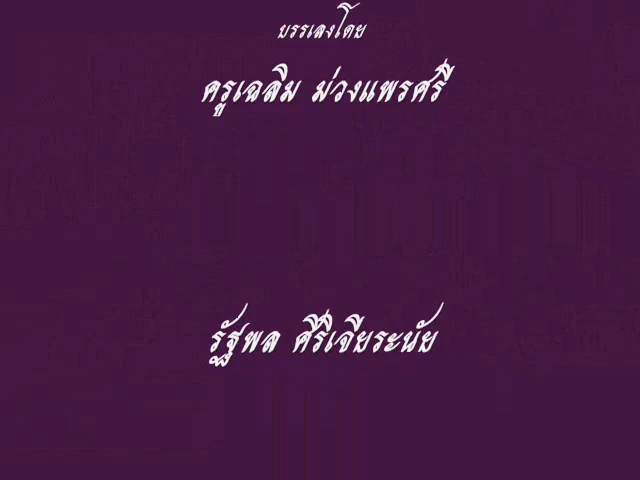 บรรเลงโดย
ครูเฉลิม ม่วงแพรศรี
รัฐพล ศิริเจียระนัย